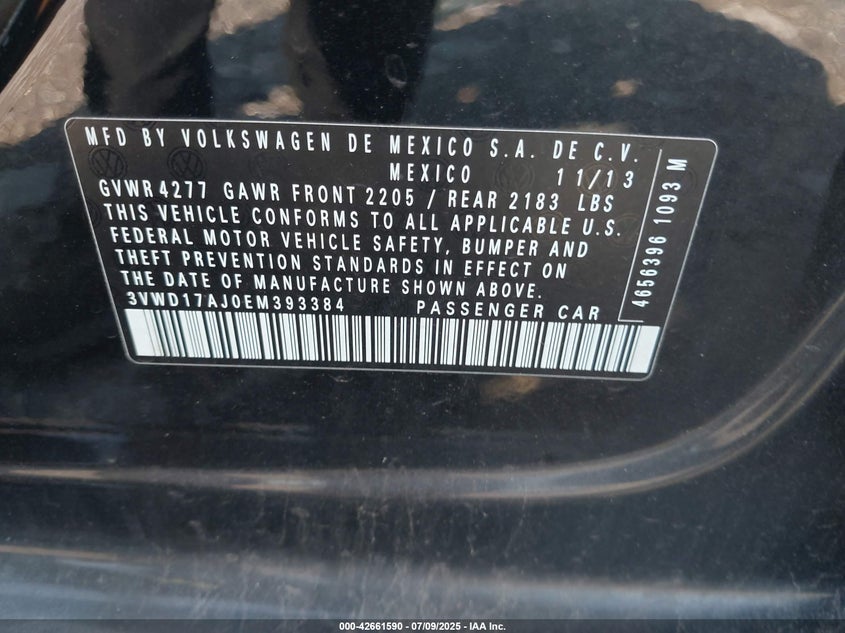 MFD BY VOLKSWAGEN DE MEXICO S.A. DE C.V.
MEXICO 11/13
GVWR 4277 GAWR FRONT 2205 / REAR 2183 LBS
THIS VEHICLE CONFORMS TO ALL APPLICABLE U.S.
FEDERAL MOTOR VEHICLE SAFETY, BUMPER AND
THEFT PREVENTION STANDARDS IN EFFECT ON
THE DATE OF MANUFACTURE SHOWN ABOVE.
3VWD17AJ0EM393384 PASSENGER CAR
4656396 1093 M
000-42661590 - 07/09/2025 - IAA Inc.